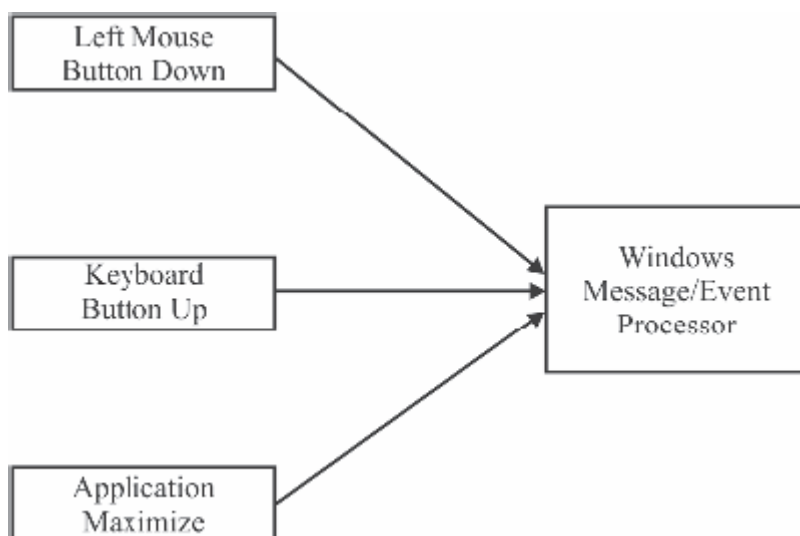 Left Mouse
Button Down
Keyboard
Button Up
Windows
Message/Event
Processor
Application
Maximize